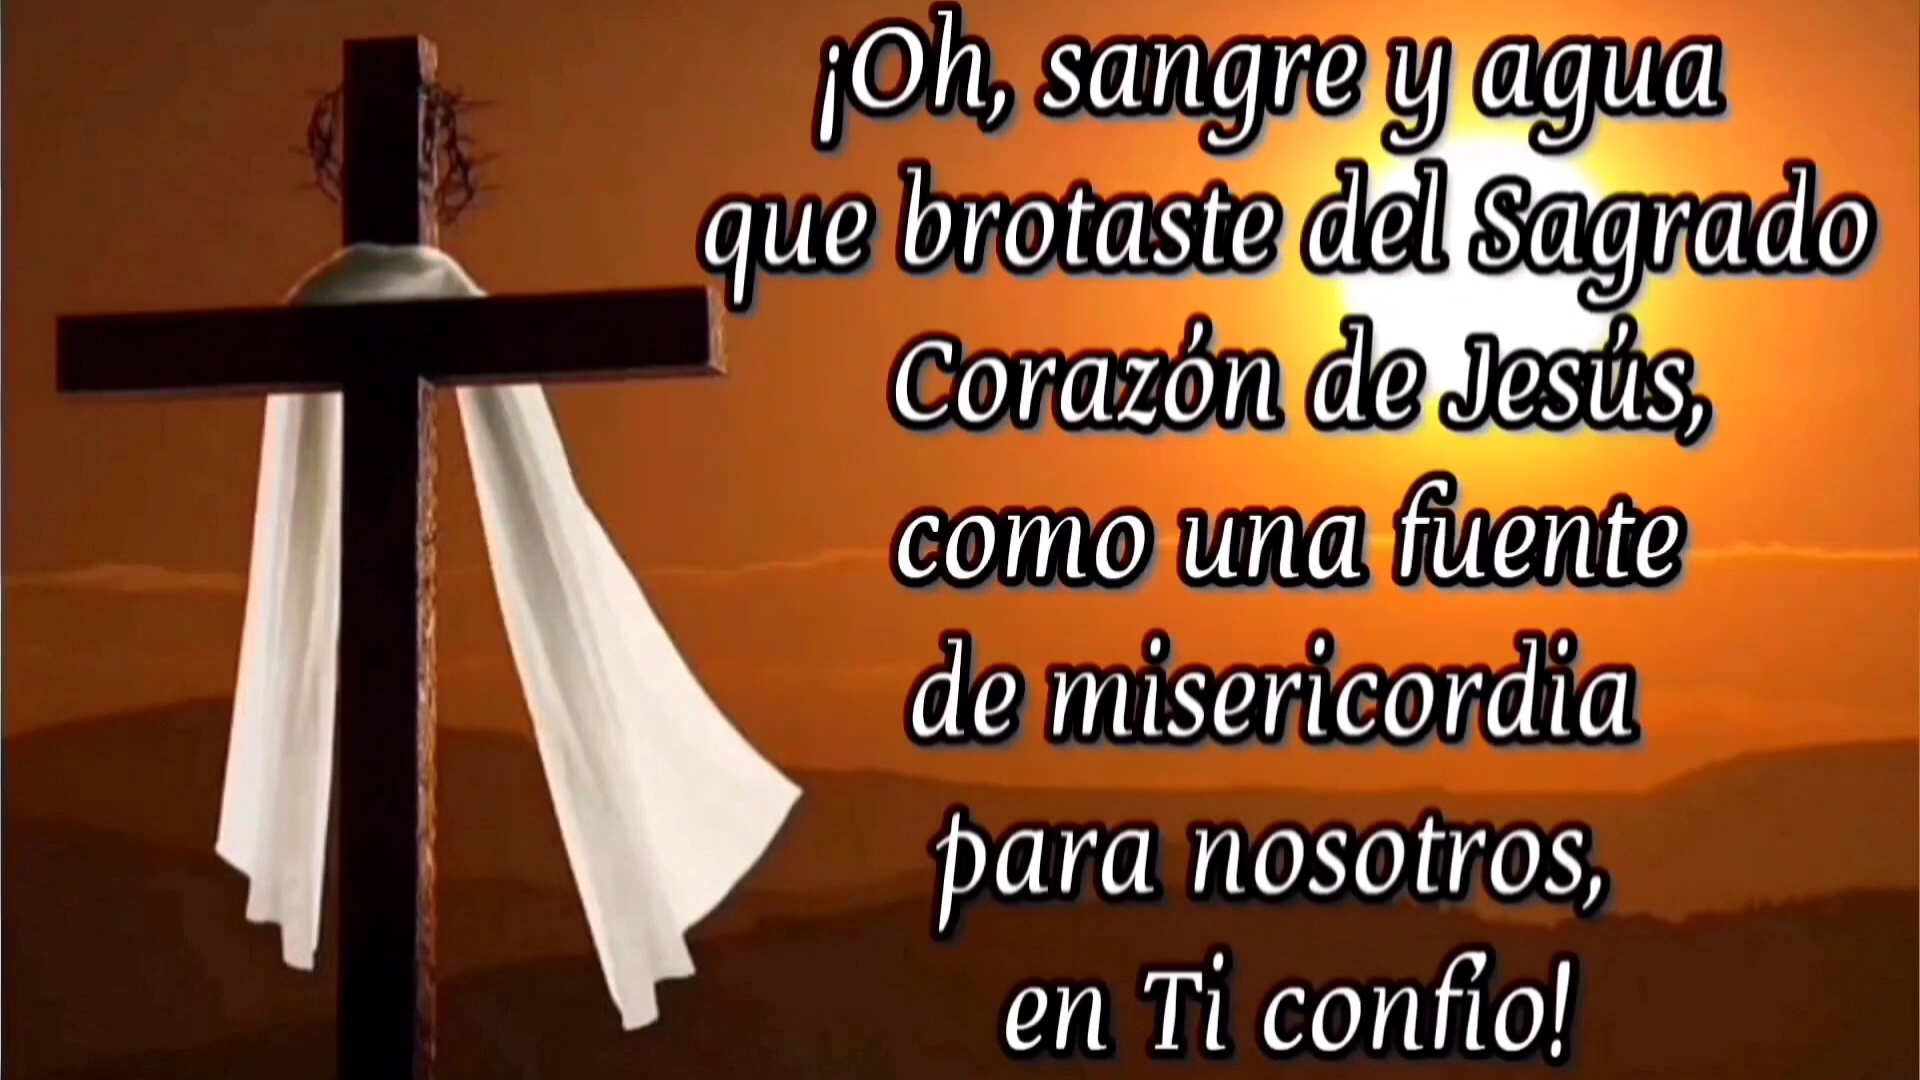 ¡Oh, sangre y agua
que brotaste del Sagrado
Corazón de Jesús,
como una fuente
de misericordia
para nosotros,
en Ti confío!